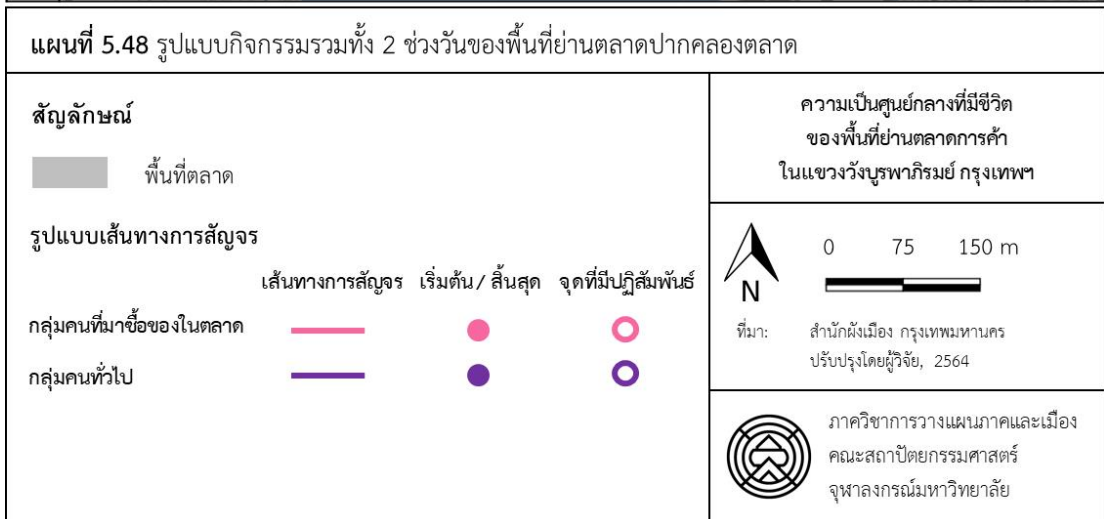 แผนที่ 5.48 รูปแบบกิจกรรมรวมทั้ง 2 ช่วงวันของพื้นที่ย่านตลาดปากคลองตลาด
สัญลักษณ์
พื้นที่ตลาด
รูปแบบเส้นทางการสัญจร
เส้นทางการสัญจร เริ่มต้น / สิ้นสุด จุดที่มีปฏิสัมพันธ์
กลุ่มคนที่มาซื้อของในตลาด
กลุ่มคนทั่วไป
ความเป็นศูนย์กลางที่มีชีวิต
ของพื้นที่ย่านตลาดการค้า
ในแขวงวังบูรพาภิรมย์ กรุงเทพฯ
0 75 150 m
N
ที่มา: สำนักผังเมือง กรุงเทพมหานคร
ปรับปรุงโดยผู้วิจัย, 2564
ภาควิชาการวางแผนภาคและเมือง
คณะสถาปัตยกรรมศาสตร์
จุฬาลงกรณ์มหาวิทยาลัย